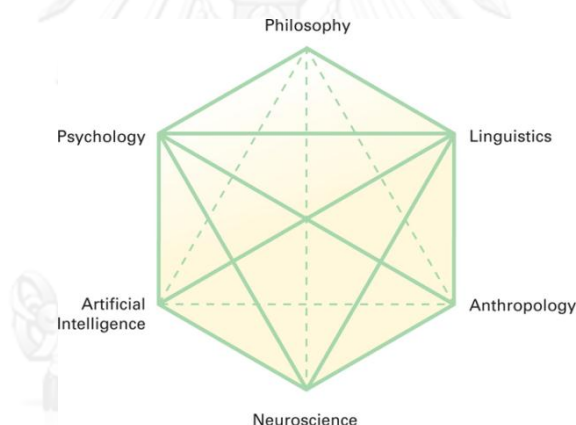 Philosophy
Psychology
Linguistics
Artificial
Intelligence
Anthropology
Neuroscience